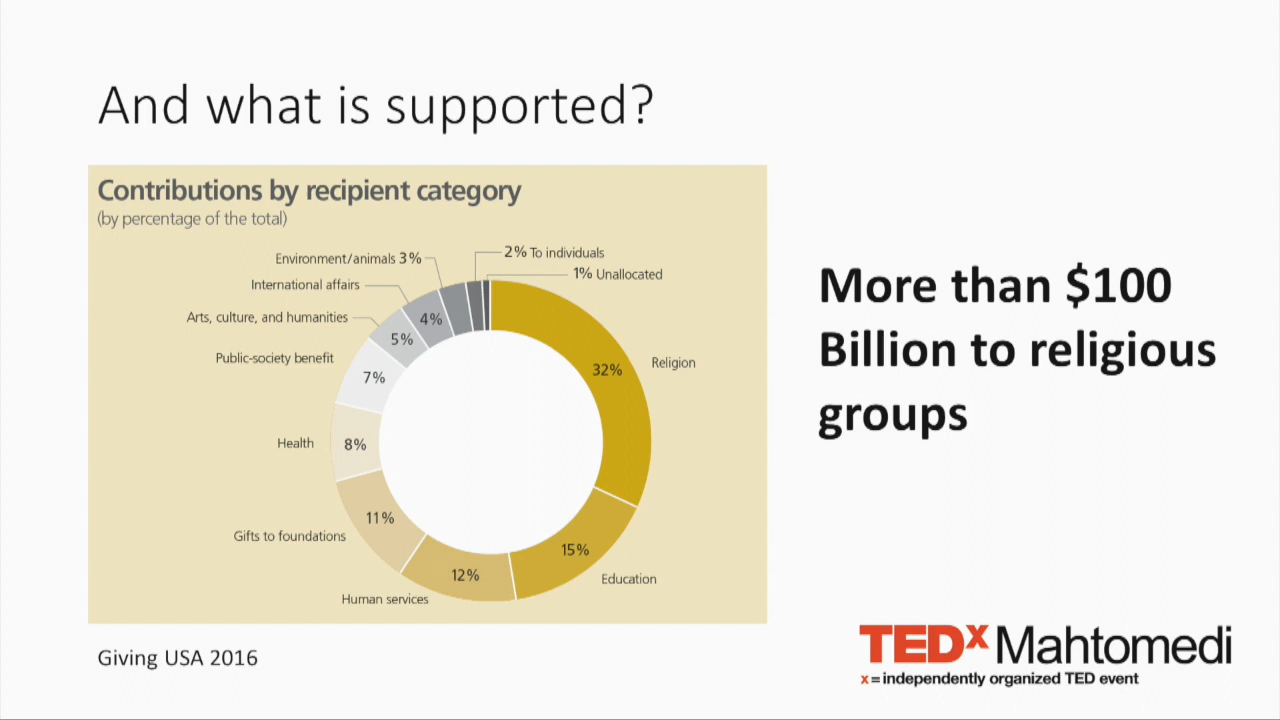 And what is supported?
Contributions by recipient category
(by percentage of the total)
Environment/animals 3%
2% To individuals
1% Unallocated
International affairs
4%
Arts, culture, and humanities
5%
Public-society benefit
7%
32%
Religion
Health
8%
11%
Gifts to foundations
15%
Education
12%
Human services
More than $100
Billion to religious
groups
Giving USA 2016
TEDx Mahtomedi
x = independently organized TED event